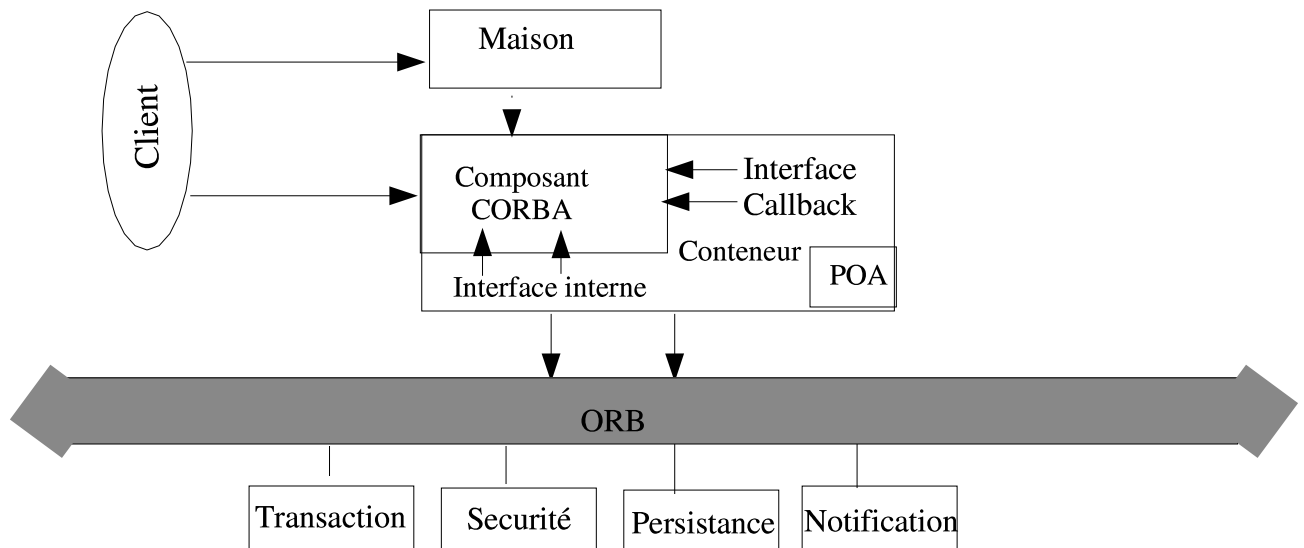 Maison
Client
Composant
CORBA
Interface
Callback
Conteneur
POA
Interface interne
ORB
Transaction
Securité
Persistance
Notification